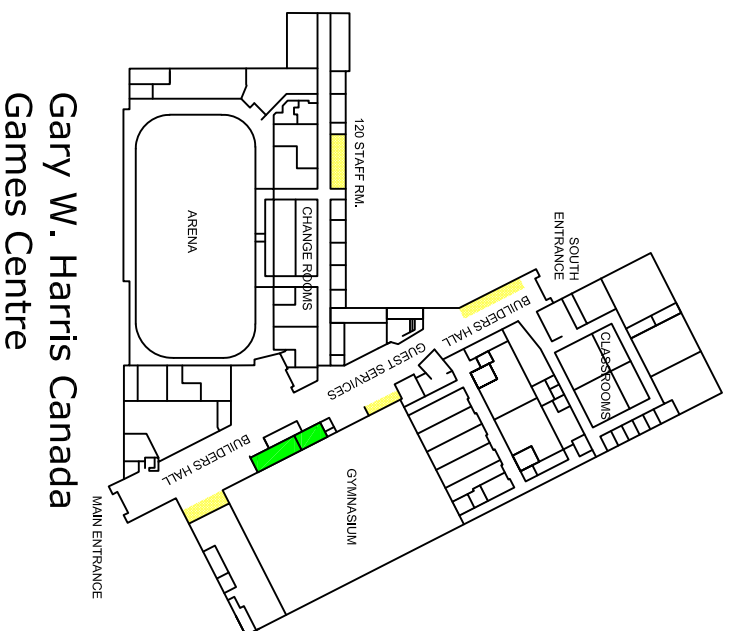 Gary W. Harris Canada
Games Centre
120 STAFF RM.
ARENA
CHANGE ROOMS
SOUTH
ENTRANCE
BUILDERS HALL
CLASSROOMS
GUEST SERVICES
BUILDERS HALL
GYMNASIUM
MAIN ENTRANCE